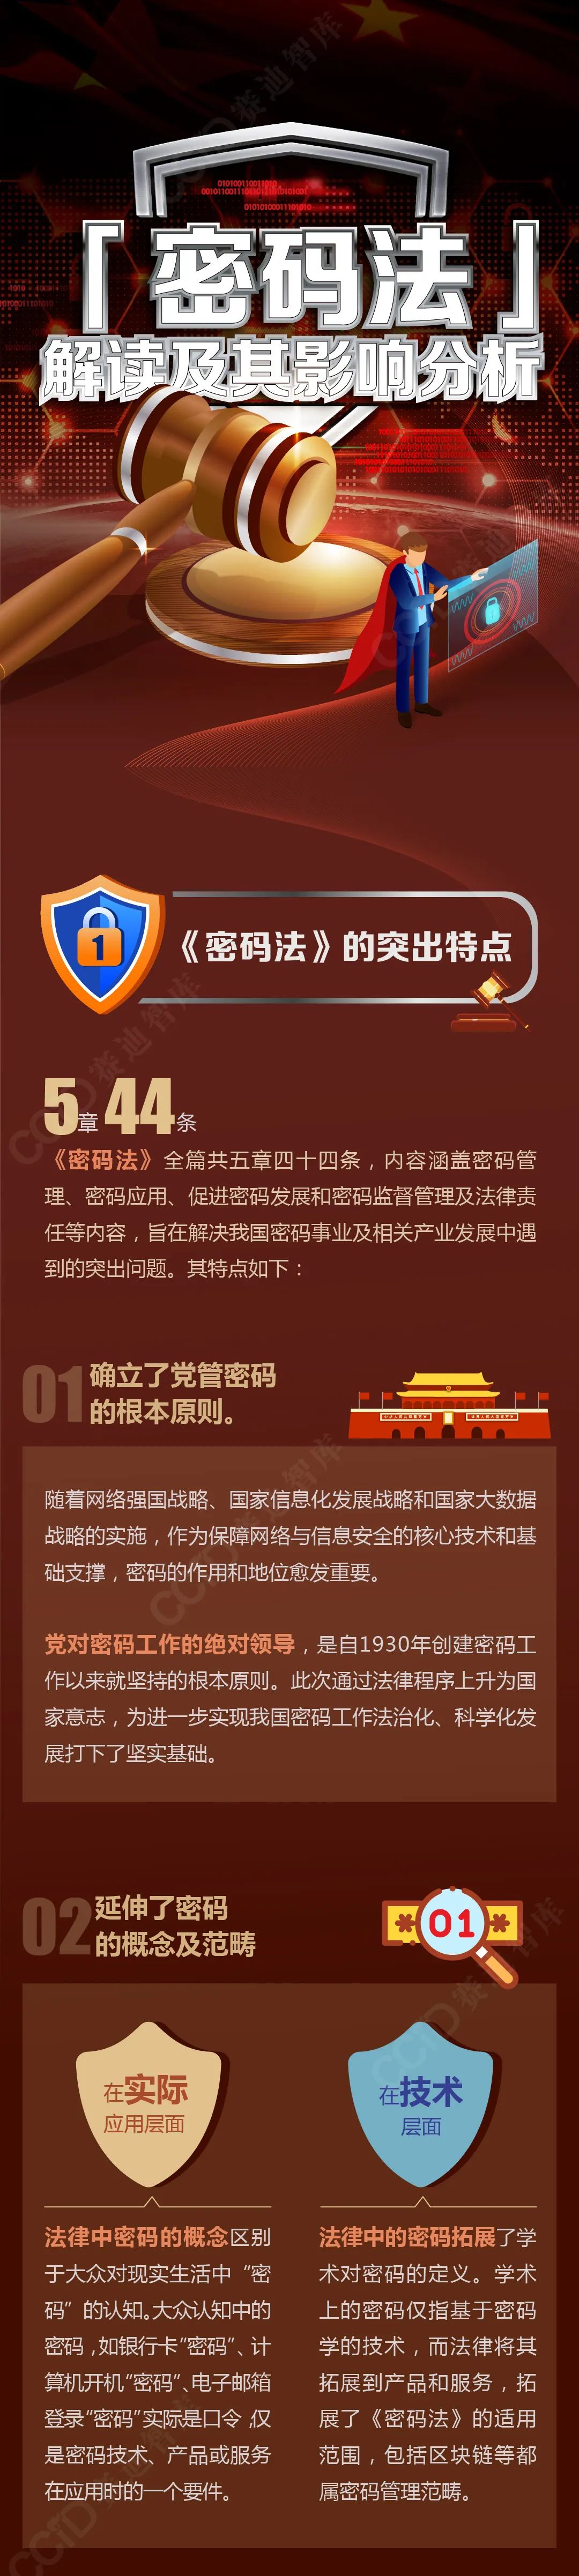 「密码法」
解读及其影响分析
1
《密码法》的突出特点
5章44条
《密码法》全篇共五章四十四条，内容涵盖密码管
理、密码应用、促进密码发展和密码监督管理及法律责
任等内容，旨在解决我国密码事业及相关产业发展中遇
到的突出问题。其特点如下：
01
确立了党管密码
的根本原则。
随着网络强国战略、国家信息化发展战略和国家大数据
战略的实施，作为保障网络与信息安全的核心技术和基
础支撑，密码的作用和地位愈发重要。
党对密码工作的绝对领导，是自1930年创建密码工
作以来就坚持的根本原则。此次通过法律程序上升为国
家意志，为进一步实现我国密码工作法治化、科学化发
展打下了坚实基础。
02
延伸了密码
的概念及范畴
01
在实际
应用层面
法律中密码的概念区别
于大众对现实生活中“密
码”的认知。大众认知中的
密码，如银行卡“密码”、计
算机开机“密码”、电子邮箱
登录“密码”实际是口令，仅
是密码技术、产品或服务
在应用时的一个要件。
在技术
层面
法律中的密码拓展了学
术对密码的定义。学术
上的密码仅指基于密码
学的技术，而法律将其
拓展到产品和服务，拓
展了《密码法》的适用
范围，包括区块链等都
属密码管理范畴。
CCID赛迪智库